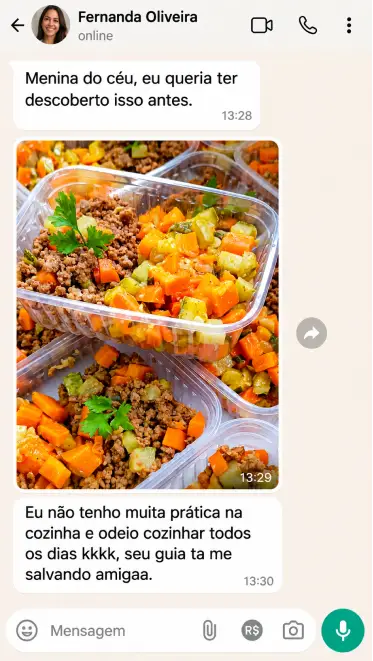 Fernanda Oliveira
online
Menina do céu, eu queria ter
descoberto isso antes.
13:28
13:29
Eu não tenho muita prática na
cozinha e odeio cozinhar todos
os dias kkkk, seu guia ta me
salvando amigaa.
13:30
Mensagem
R$